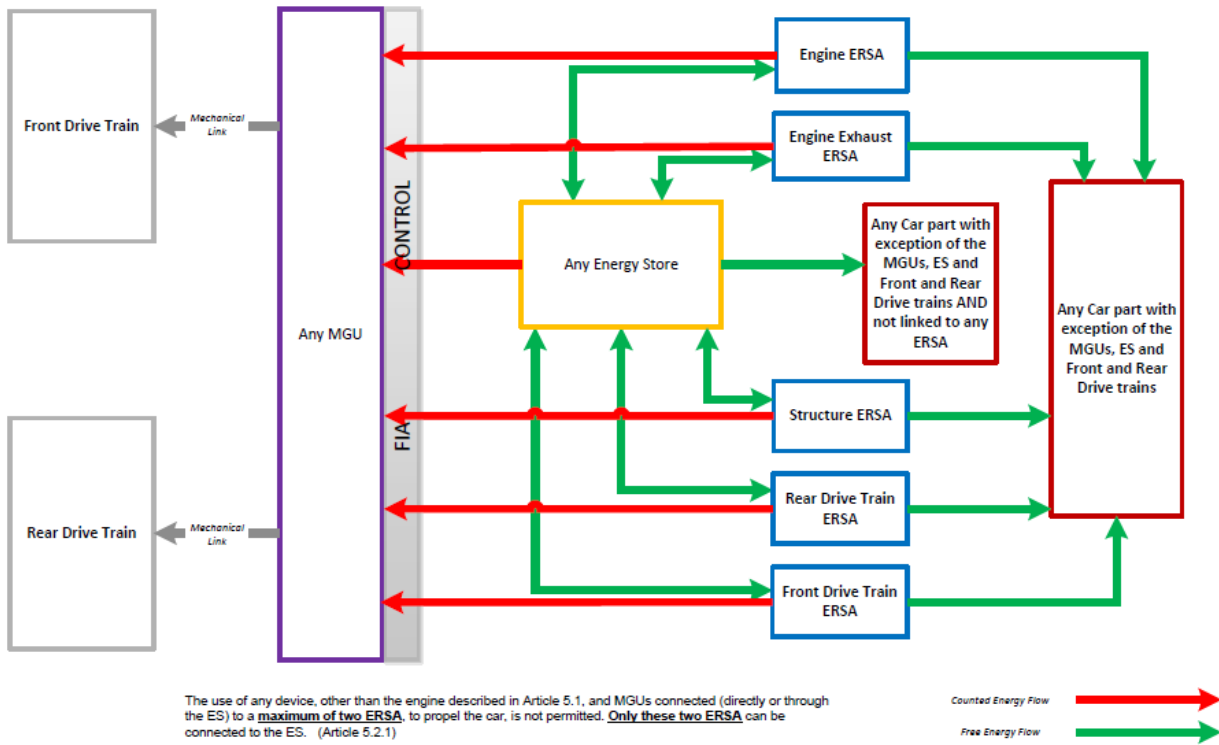 Engine ERSA
Front Drive Train
Mechanical
Link
Engine Exhaust
ERSA
FIA CONTROL
Any Car part with
exception of the
MGUs, ES and
Front and Rear
Drive trains AND
not linked to any
ERSA
Any Energy Store
Any MGU
Any Car part with
exception of the
MGUs, ES and
Front and Rear
Drive trains
Structure ERSA
Rear Drive Train
Mechanical
Link
Rear Drive Train
ERSA
Front Drive Train
ERSA
The use of any device, other than the engine described in Article 5.1, and MGUs connected (directly or through
the ES) to a maximum of two ERSA, to propel the car, is not permitted. Only these two ERSA can be
connected to the ES. (Article 5.2.1)
Counted Energy Flow
Free Energy Flow